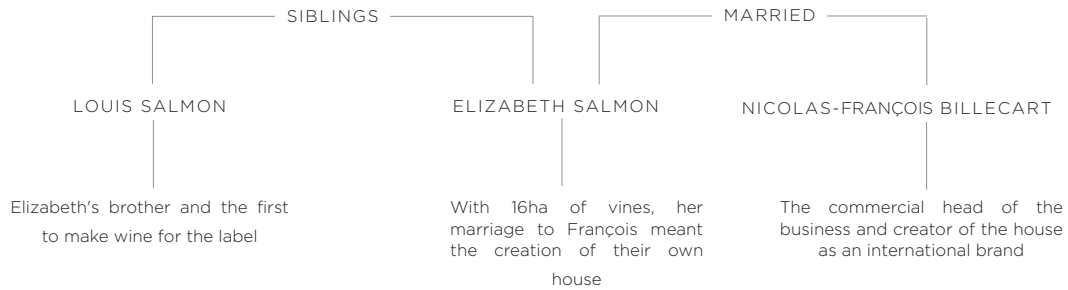 SIBLINGS
MARRIED
LOUIS SALMON
ELIZABETH SALMON
NICOLAS-FRANÇOIS BILLECART
Elizabeth's brother and the first
to make wine for the label
With 16ha of vines, her
marriage to François meant
the creation of their own
house
The commercial head of the
business and creator of the house
as an international brand